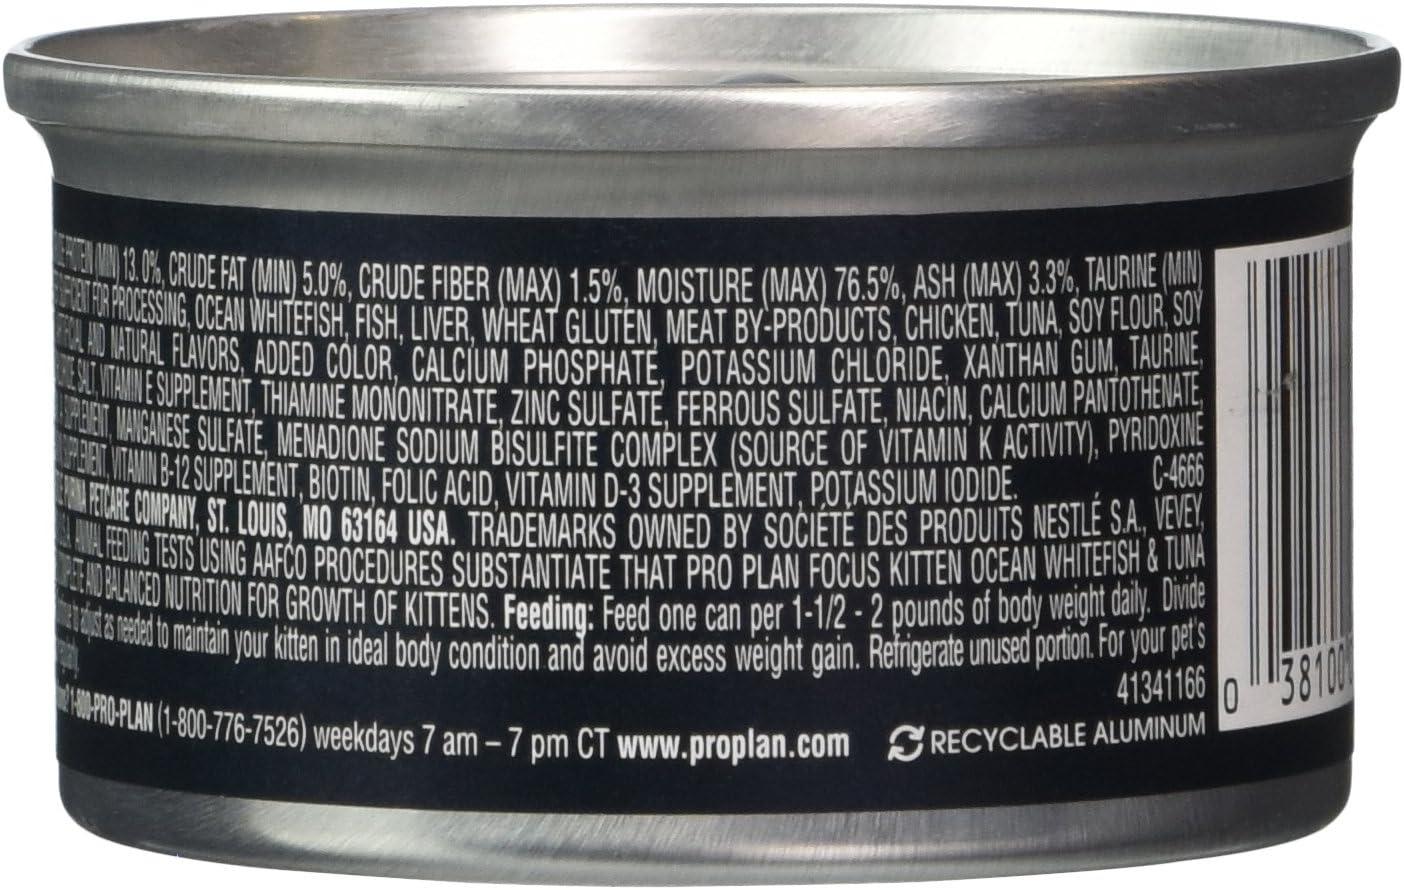 PROTEIN (MIN) 13.0%, CRUDE FAT (MIN) 5.0%, CRUDE FIBER (MAX) 1.5%, MOISTURE (MAX) 76.5%, ASH (MAX) 3.3%, TAURINE (MIN)
FOR PROCESSING, OCEAN WHITEFISH, FISH, LIVER, WHEAT GLUTEN, MEAT BY-PRODUCTS, CHICKEN, TUNA, SOY FLOUR, SOY
AND NATURAL FLAVORS, ADDED COLOR, CALCIUM PHOSPHATE, POTASSIUM CHLORIDE, XANTHAN GUM, TAURINE,
SALT, VITAMIN E SUPPLEMENT, THIAMINE MONONITRATE, ZINC SULFATE, FERROUS SULFATE, NIACIN, CALCIUM PANTOTHENATE,
SUPPLEMENT, MANGANESE SULFATE, MENADIONE SODIUM BISULFITE COMPLEX (SOURCE OF VITAMIN K ACTIVITY), PYRIDOXINE
VITAMIN B-12 SUPPLEMENT, BIOTIN, FOLIC ACID, VITAMIN D-3 SUPPLEMENT, POTASSIUM IODIDE. C-4666
PETCARE COMPANY, ST. LOUIS, MO 63164 USA. TRADEMARKS OWNED BY SOCIÉTÉ DES PRODUITS NESTLÉ S.A., VEVEY,
ANIMAL FEEDING TESTS USING AAFCO PROCEDURES SUBSTANTIATE THAT PRO PLAN FOCUS KITTEN OCEAN WHITEFISH & TUNA
AND BALANCED NUTRITION FOR GROWTH OF KITTENS. Feeding: Feed one can per 1-1/2 - 2 pounds of body weight daily. Divide
to adjust as needed to maintain your kitten in ideal body condition and avoid excess weight gain. Refrigerate unused portion. For your pet's
41341166
1-800-PRO-PLAN (1-800-776-7526) weekdays 7 am – 7 pm CT www.proplan.com
RECYCLABLE ALUMINUM
0 38100